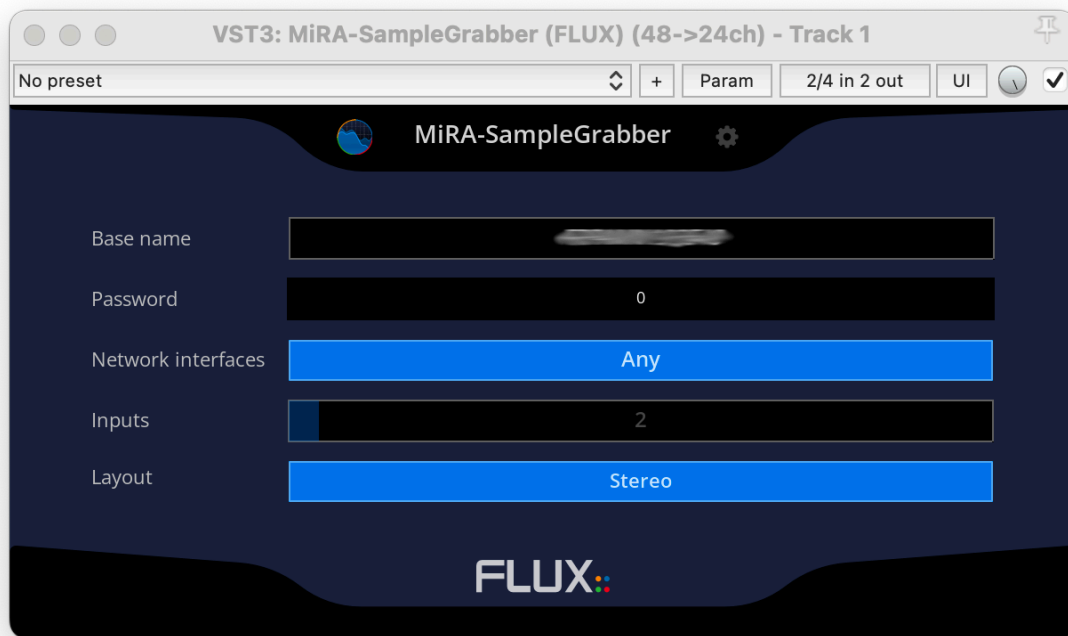 VST3: MiRA-SampleGrabber (FLUX) (48->24ch) - Track 1
No preset + Param 2/4 in 2 out UI
MiRA-SampleGrabber
Base name
Password 0
Network interfaces Any
Inputs 2
Layout Stereo
FLUX::